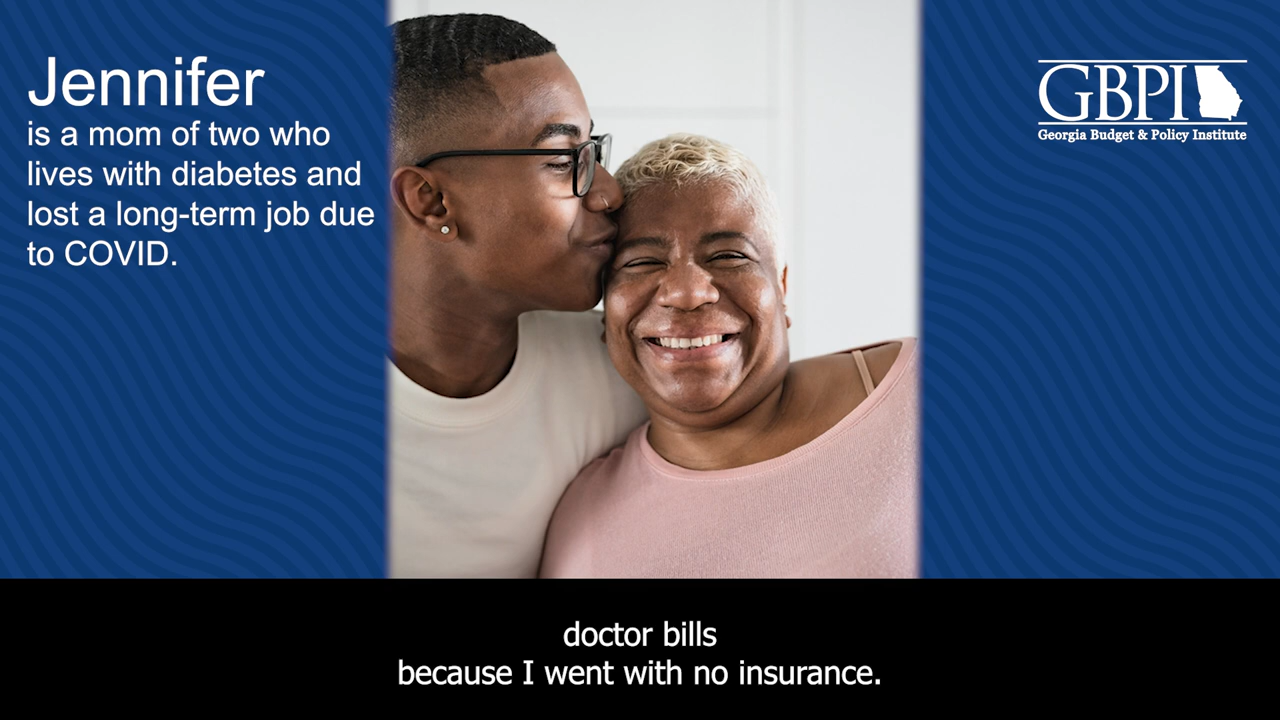 Jennifer
is a mom of two who
lives with diabetes and
lost a long-term job due
to COVID.
GBPI
Georgia Budget & Policy Institute
doctor bills
because I went with no insurance.